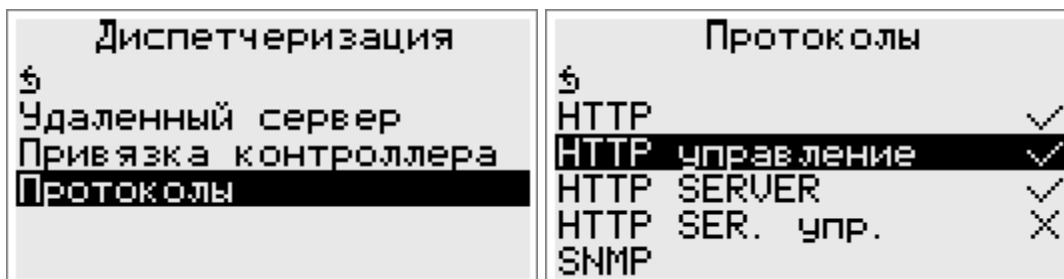 Диспетчеризация
Удаленный сервер
Привязка контроллера
Протоколы
Протоколы
HTTP
HTTP управление
HTTP SERVER
HTTP SER. упр.
SNMP